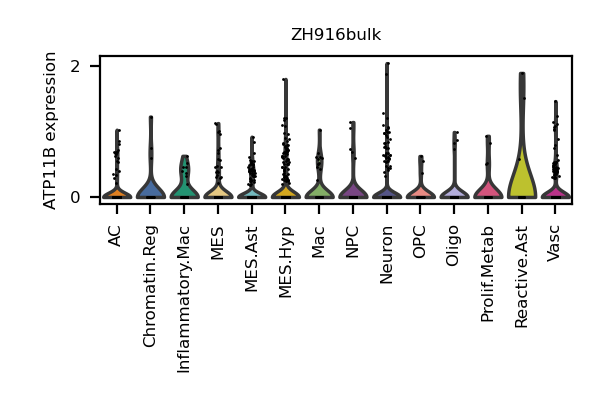 ZH916bulk
ATP11B expression
2
0
AC
Chromatin.Reg
Inflammatory.Mac
MES
MES.Ast
MES.Hyp
Mac
NPC
Neuron
OPC
Oligo
Prolif.Metab
Reactive.Ast
Vasc